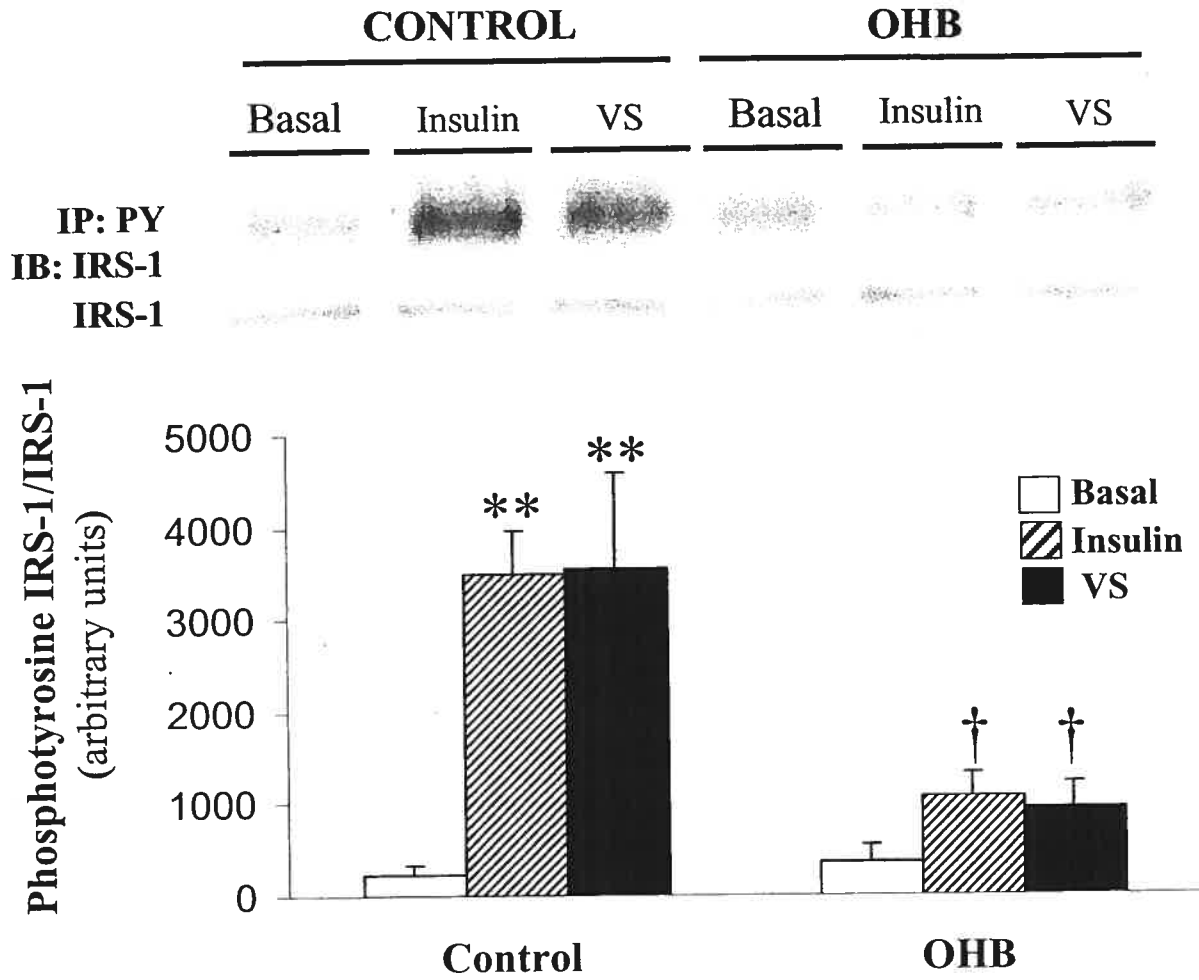 CONTROL OHB
Basal Insulin VS Basal Insulin VS
IP: PY
IB: IRS-1
IRS-1
Phosphotyrosine IRS-1/IRS-1
(arbitrary units)
5000
4000
3000
2000
1000
0
** **
† †
Basal
Insulin
VS
Control OHB